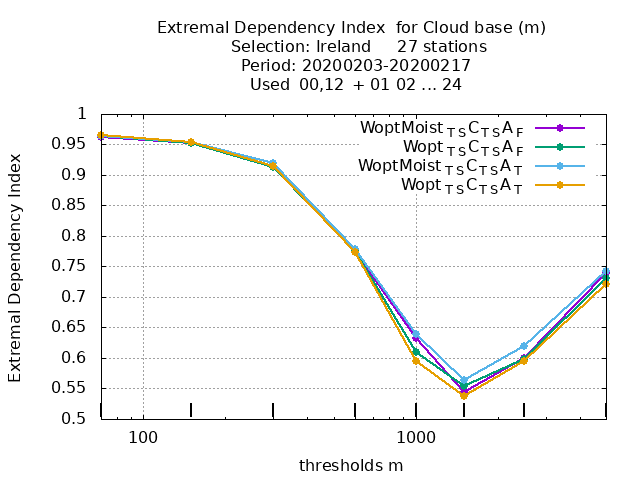 Extremal Dependency Index  for Cloud base (m)
Selection: Ireland     27 stations
Period: 20200203-20200217
Used  00,12  + 01 02 ... 24
Extremal Dependency Index
1
0.95
0.9
0.85
0.8
0.75
0.7
0.65
0.6
0.55
0.5
WoptMoist TS C TS A F
Wopt TS C TS A F
WoptMoist TS C TS A T
Wopt TS C TS A T
100
1000
thresholds m